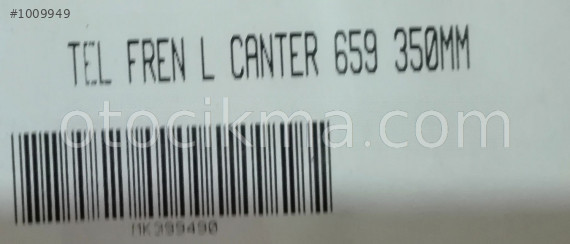 #1009949
TEL FREN L CANTER 659 350MM
otocikma.com
MK399490